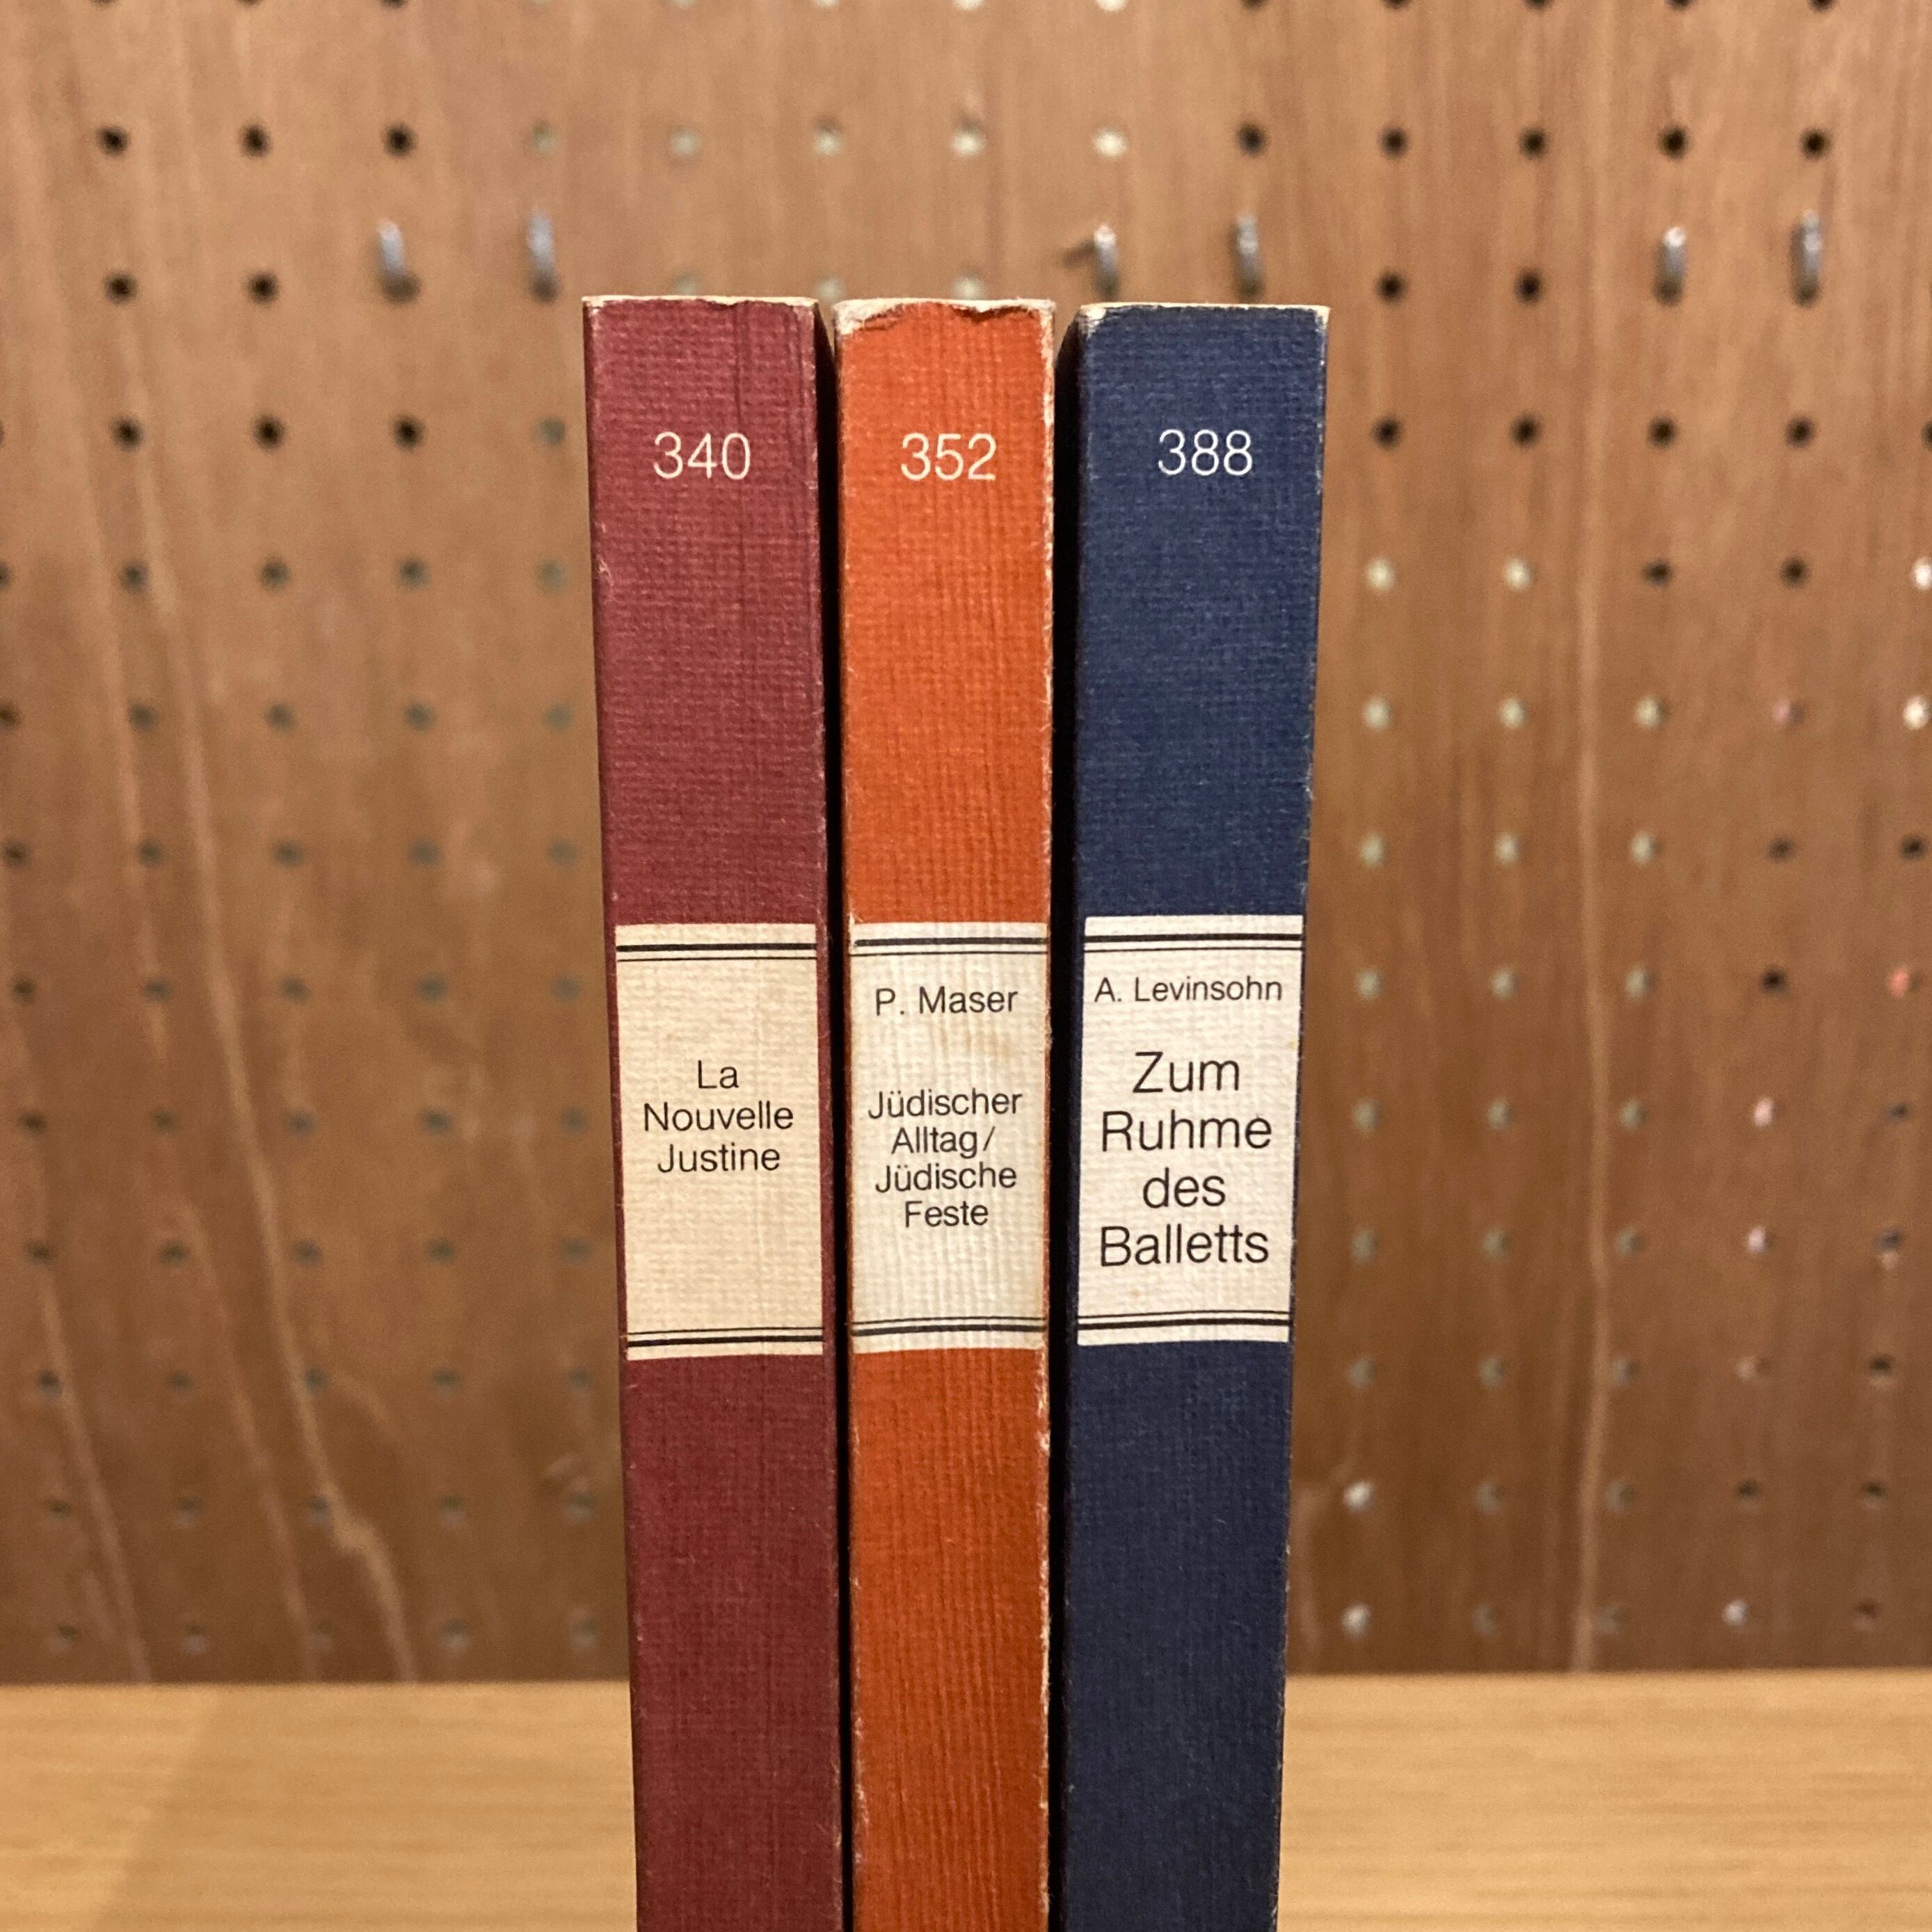 340
La
Nouvelle
Justine
352
P. Maser
Jüdischer
Alltag/
Jüdische
Feste
388
A. Levinsohn
Zum
Ruhme
des
Balletts